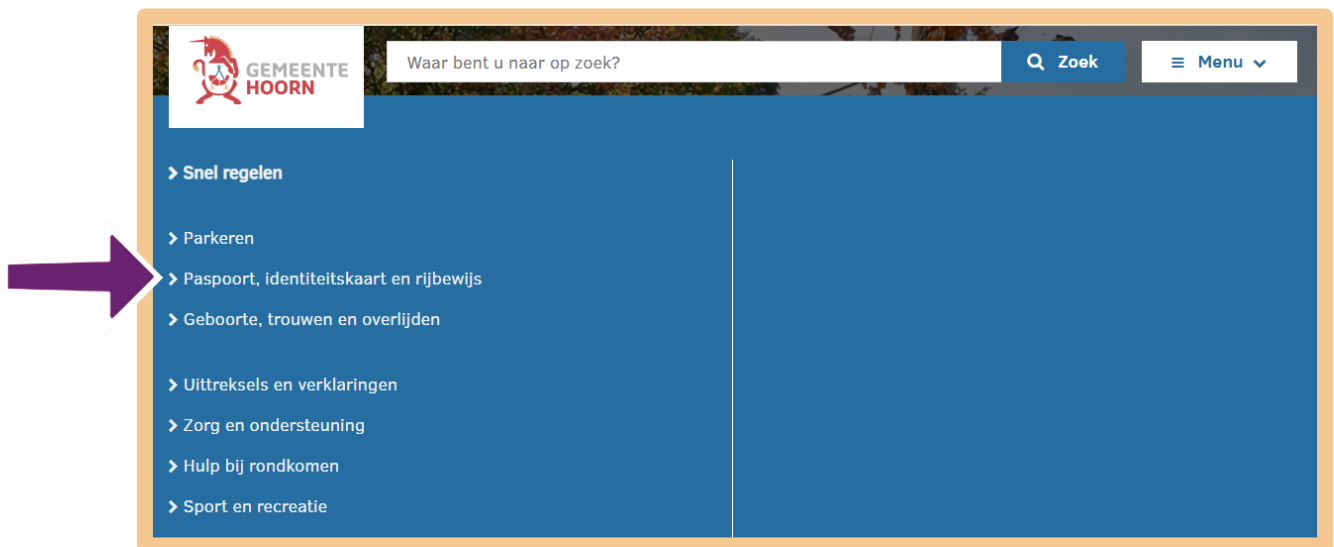 GEMEENTE
HOORN
Waar bent u naar op zoek?
Zoek
Menu
Snel regelen
Parkeren
Paspoort, identiteitskaart en rijbewijs
Geboorte, trouwen en overlijden
Uittreksels en verklaringen
Zorg en ondersteuning
Hulp bij rondkomen
Sport en recreatie